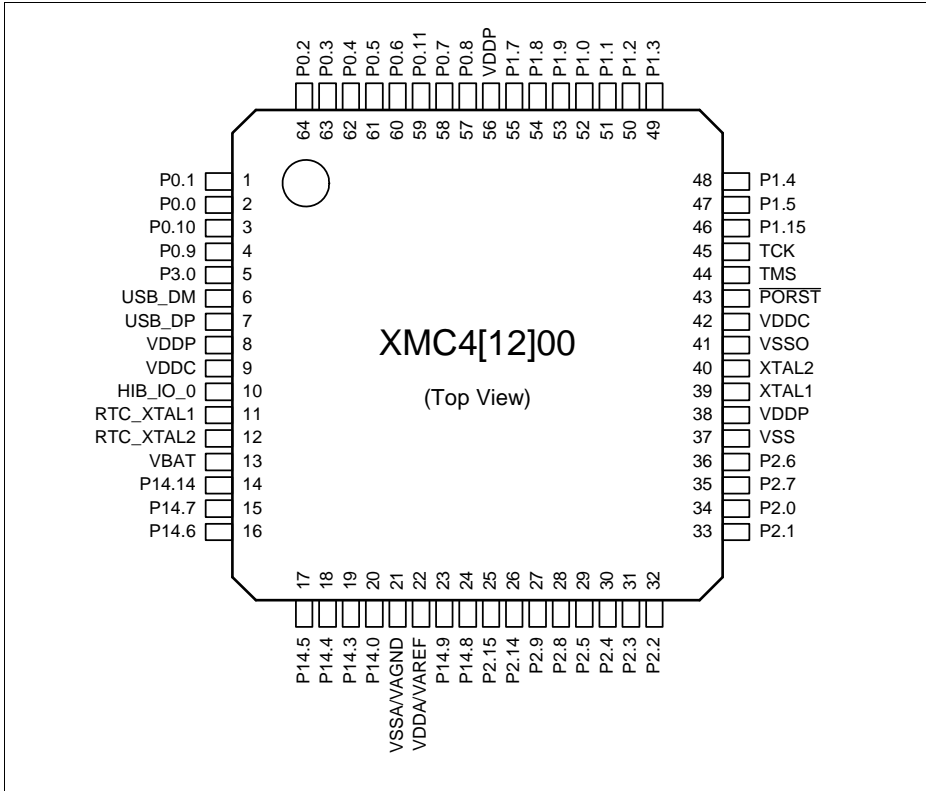 P0.2 P0.3 P0.4 P0.5 P0.6 P0.11 P0.7 P0.8 VDDP P1.7 P1.8 P1.9 P1.0 P1.1 P1.2 P1.3
64 63 62 61 60 59 58 57 56 55 54 53 52 51 50 49
P0.1 1 48 P1.4
P0.0 2 47 P1.5
P0.10 3 46 P1.15
P0.9 4 45 TCK
P3.0 5 44 TMS
USB_DM 6 43 PORST
USB_DP 7 42 VDDC
VDDP 8 41 VSSO
VDDC 9 40 XTAL2
HIB_IO_0 10 39 XTAL1
RTC_XTAL1 11 38 VDDP
RTC_XTAL2 12 37 VSS
VBAT 13 36 P2.6
P14.14 14 35 P2.7
P14.7 15 34 P2.0
P14.6 16 33 P2.1
XMC4[12]00
(Top View)
17 18 19 20 21 22 23 24 25 26 27 28 29 30 31 32
P14.5 P14.4 P14.3 P14.0 VSSA/VAGND VDDA/VAREF P14.9 P14.8 P2.15 P2.14 P2.9 P2.8 P2.5 P2.4 P2.3 P2.2